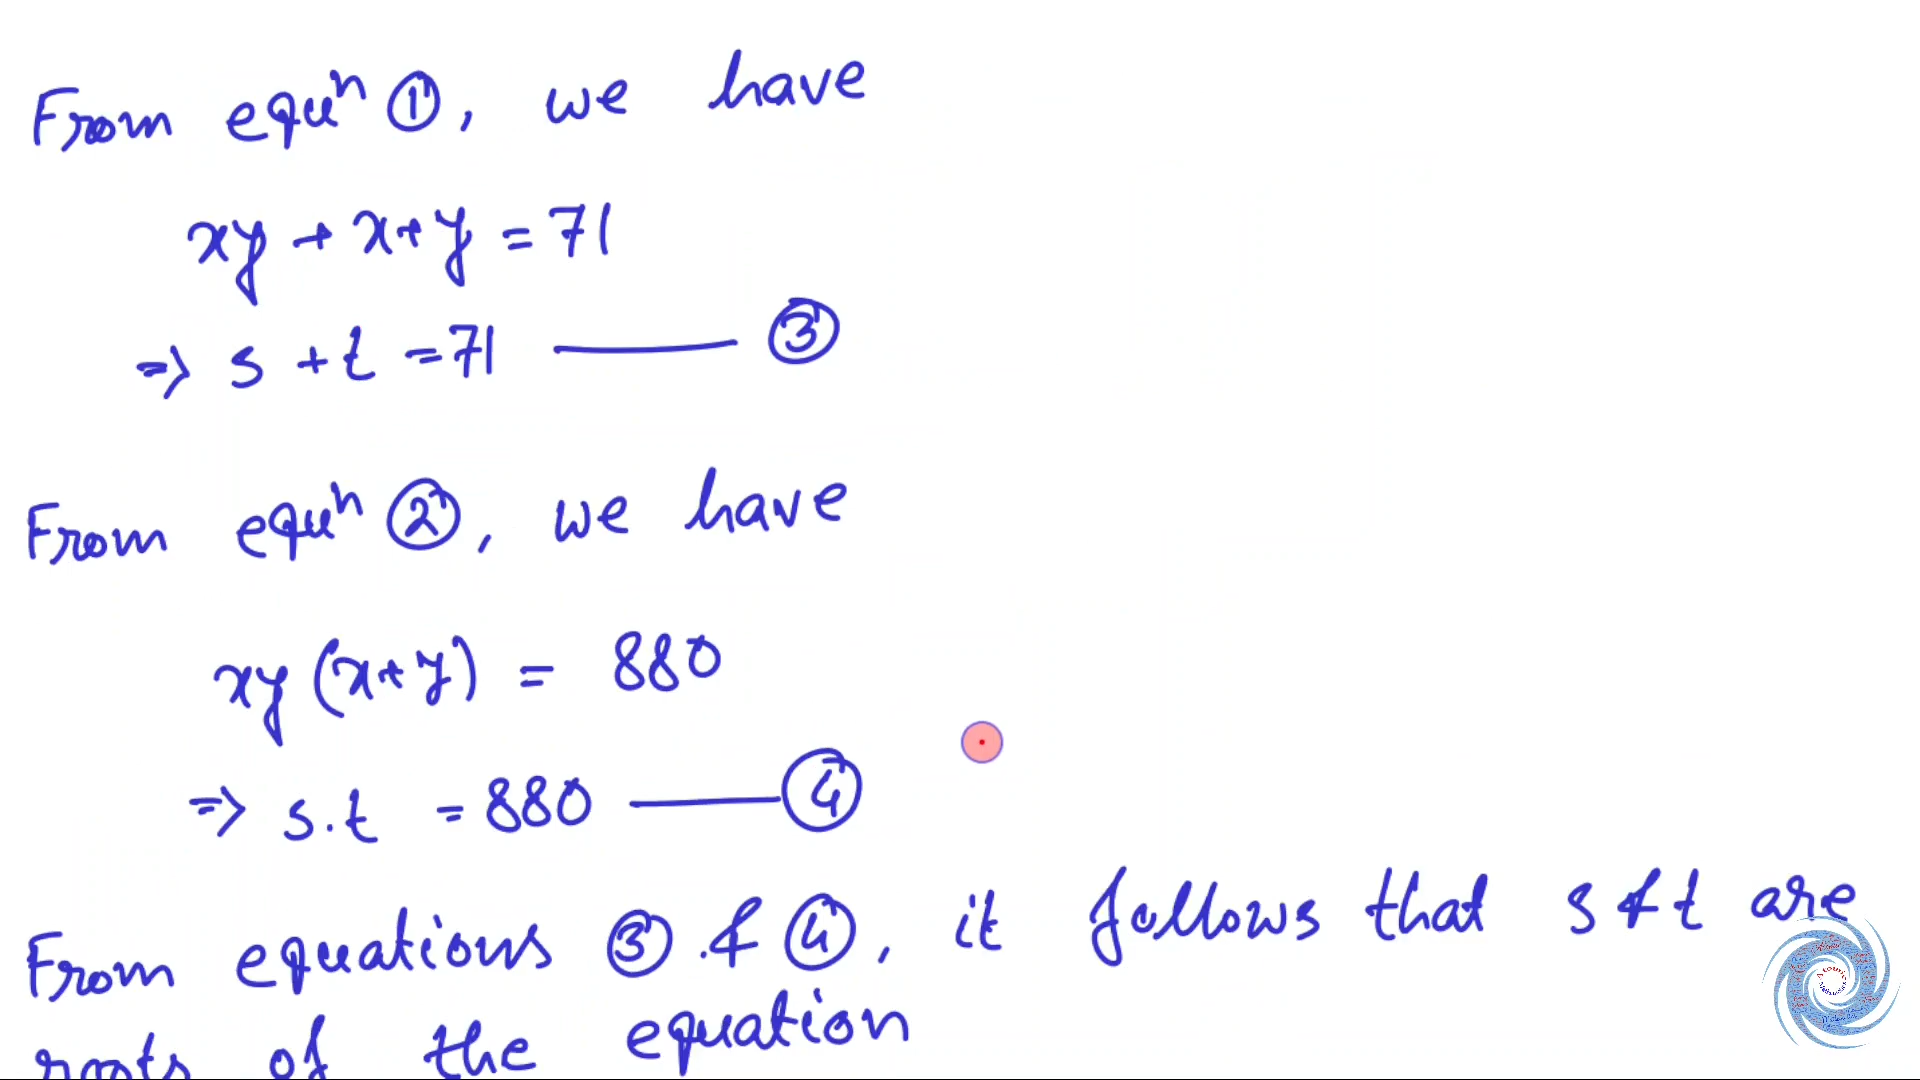 From equⁿ ①, we have
xy + x+y = 71
⇒ s + t = 71 —— ③
From equⁿ ②, we have
xy (x+y) = 880
⇒ s.t = 880 —— ④
From equations ③ & ④, it follows that s & t are
roots of the equation